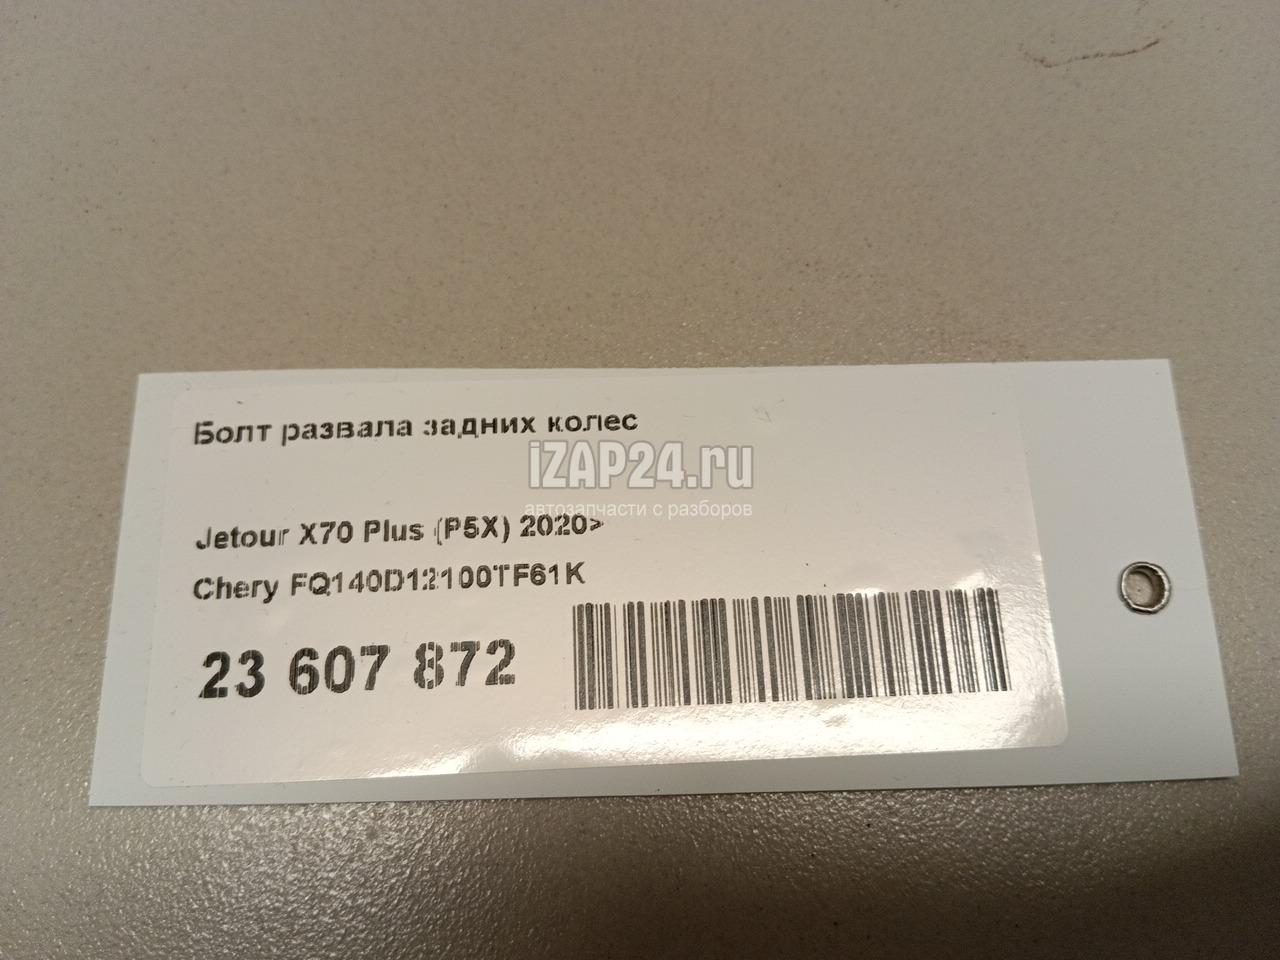 Болт развала задних колес
iZAP24.ru
автозапчасти с разборов
Jetour X70 Plus (P5X) 2020>
Chery FQ140D12100TF61K
23 607 872